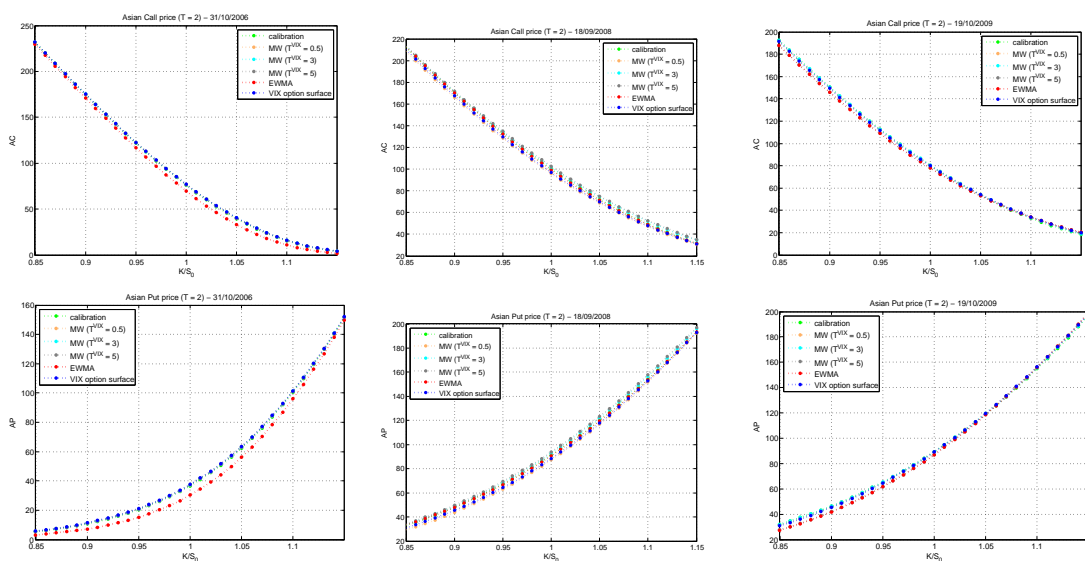 Asian Call price (T = 2) – 31/10/2006
250
200
150
100
50
0
AC
0.85 0.9 0.95 1 1.05 1.1
K/S0
calibration
MW (T^VIX = 0.5)
MW (T^VIX = 3)
MW (T^VIX = 5)
EWMA
VIX option surface
Asian Call price (T = 2) – 18/09/2008
220
200
180
160
140
120
100
80
60
40
20
AC
0.85 0.9 0.95 1 1.05 1.1 1.15
K/S0
calibration
MW (T^VIX = 0.5)
MW (T^VIX = 3)
MW (T^VIX = 5)
EWMA
VIX option surface
Asian Call price (T = 2) – 19/10/2009
200
180
160
140
120
100
80
60
40
20
0
AC
0.85 0.9 0.95 1 1.05 1.1
K/S0
calibration
MW (T^VIX = 0.5)
MW (T^VIX = 3)
MW (T^VIX = 5)
EWMA
VIX option surface
Asian Put price (T = 2) – 31/10/2006
160
140
120
100
80
60
40
20
0
AP
0.85 0.9 0.95 1 1.05 1.1
K/S0
calibration
MW (T^VIX = 0.5)
MW (T^VIX = 3)
MW (T^VIX = 5)
EWMA
VIX option surface
Asian Put price (T = 2) – 18/09/2008
200
180
160
140
120
100
80
60
40
20
AP
0.85 0.9 0.95 1 1.05 1.1 1.15
K/S0
calibration
MW (T^VIX = 0.5)
MW (T^VIX = 3)
MW (T^VIX = 5)
EWMA
VIX option surface
Asian Put price (T = 2) – 19/10/2009
200
180
160
140
120
100
80
60
40
20
AP
0.85 0.9 0.95 1 1.05 1.1
K/S0
calibration
MW (T^VIX = 0.5)
MW (T^VIX = 3)
MW (T^VIX = 5)
EWMA
VIX option surface